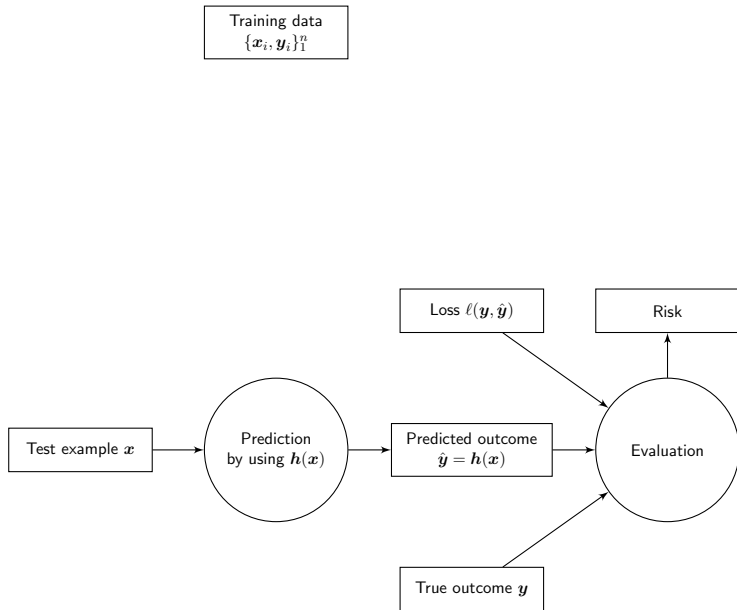 Training data
{x_i, y_i}_1^n
Loss ℓ(y, ŷ)
Risk
Test example x
Prediction
by using h(x)
Predicted outcome
ŷ = h(x)
Evaluation
True outcome y